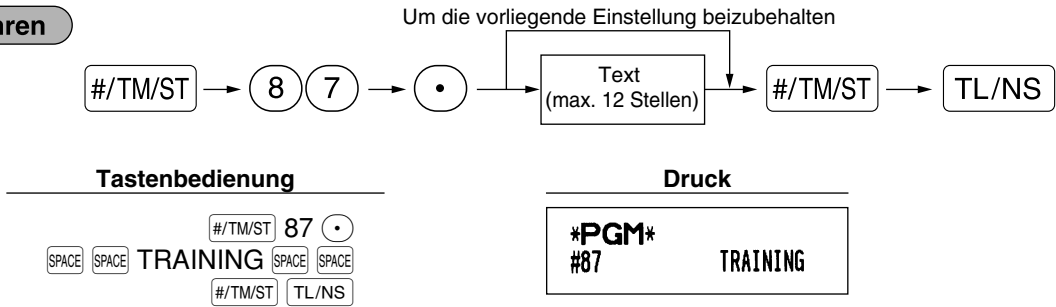 Um die vorliegende Einstellung beizubehalten
hren
#/TM/ST 8 7 • Text #/TM/ST TL/NS
(max. 12 Stellen)
Tastenbedienung Druck
#/TM/ST 87 •
SPACE SPACE TRAINING SPACE SPACE
#/TM/ST TL/NS
*PGM*
#87 TRAINING